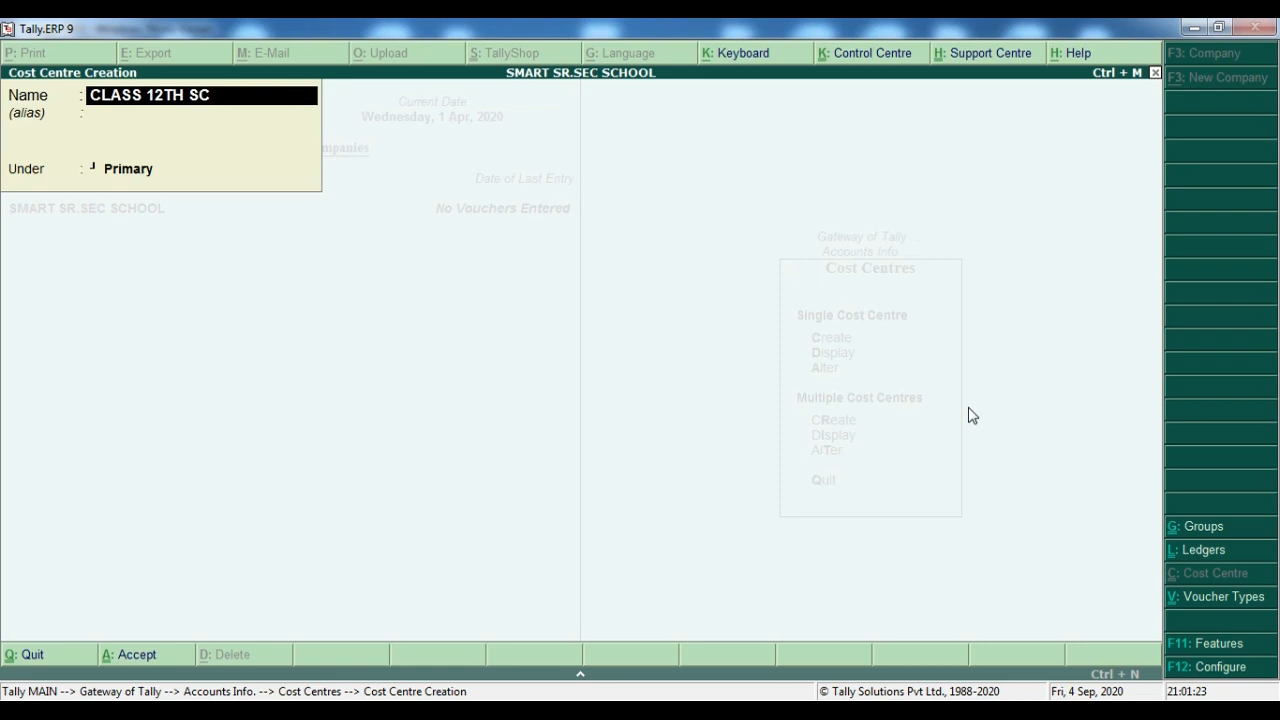 Tally.ERP 9
P: Print
E: Export
M: E-Mail
O: Upload
S: TallyShop
G: Language
K: Keyboard
K: Control Centre
H: Support Centre
H: Help
Cost Centre Creation
SMART SR.SEC SCHOOL
Ctrl + M
Name : CLASS 12TH SC
(alias) :
Under : Primary
Current Date
Wednesday, 1 Apr, 2020
mpanies
Date of Last Entry
SMART SR.SEC SCHOOL
No Vouchers Entered
Gateway of Tally ...
Accounts Info. ...
Cost Centres
Single Cost Centre
Create
Display
Alter
Multiple Cost Centres
CReate
DIsplay
AlTer
Quit
F3: Company
F3: New Company
G: Groups
L: Ledgers
C: Cost Centre
V: Voucher Types
F11: Features
F12: Configure
Q: Quit
A: Accept
D: Delete
Ctrl + N
Tally MAIN --> Gateway of Tally --> Accounts Info. --> Cost Centres --> Cost Centre Creation
© Tally Solutions Pvt Ltd., 1988-2020
Fri, 4 Sep, 2020
21:01:23